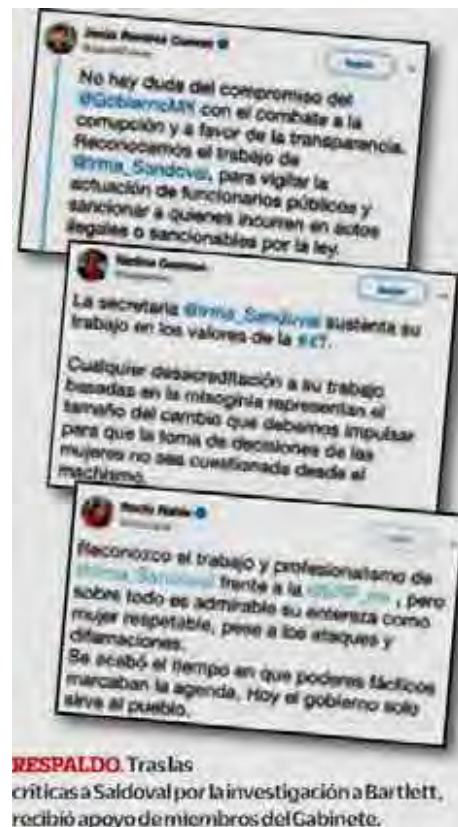 No hay duda del compromiso del
@GobiernoMX con el combate a la
corrupción y a favor de la transparencia.
Reconocemos el trabajo de
@Irma_Sandoval, para vigilar la
actuación de funcionarios públicos y
sancionar a quienes incurren en actos
ilegales o sancionables por la ley.
La secretaria @Irma_Sandoval sustenta su
trabajo en los valores de la #4T.
Cualquier desacreditación a su trabajo
basadas en la misoginia representan el
tamaño del cambio que debemos impulsar
para que la toma de decisiones de las
mujeres no sea cuestionada desde el
machismo.
Rocío Nahle
Reconozco el trabajo y profesionalismo de
@Irma_Sandoval frente a la , pero
sobre todo es admirable su entereza como
mujer respetable, pese a los ataques y
difamaciones.
Se acabó el tiempo en que poderes fácticos
marcaban la agenda, Hoy el gobierno solo
sirve al pueblo.
RESPALDO. Tras las
críticas a Saldoval por la investigación a Bartlett,
recibió apoyo de miembros del Gabinete.